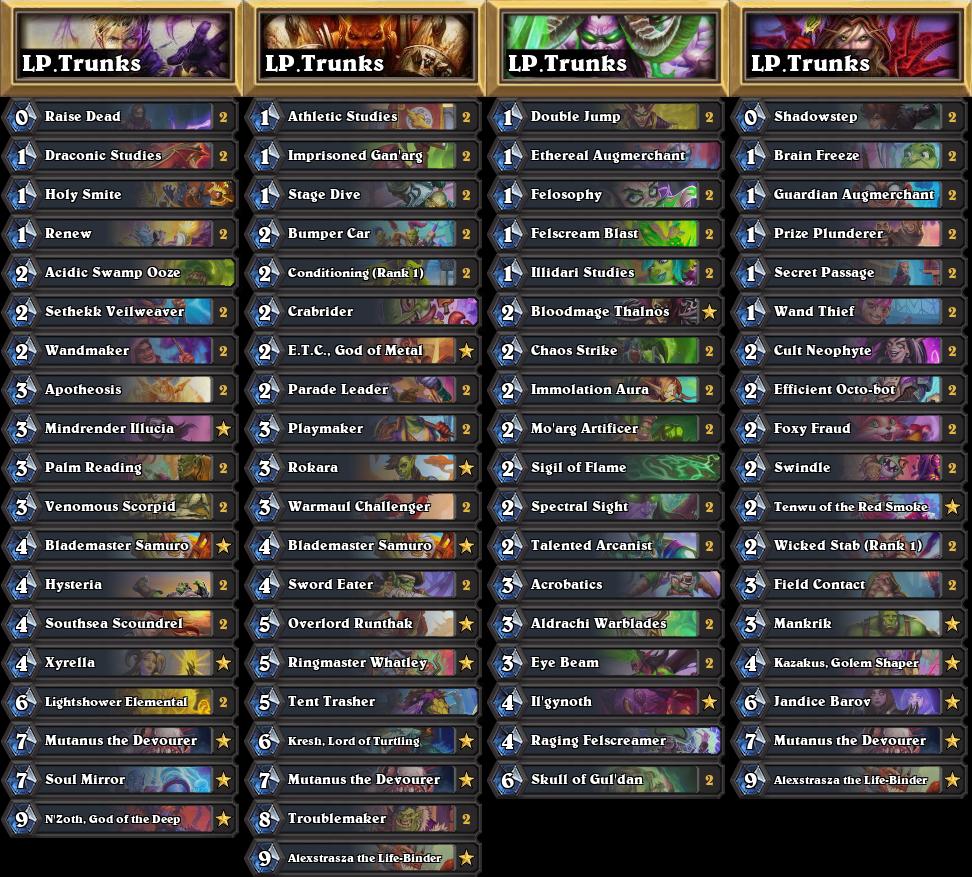 LP.Trunks
0 Raise Dead 2
1 Draconic Studies 2
1 Holy Smite 2
1 Renew 2
2 Acidic Swamp Ooze
2 Sethekk Veilweaver 2
2 Wandmaker 2
3 Apotheosis 2
3 Mindrender Illucia
3 Palm Reading 2
3 Venomous Scorpid 2
4 Blademaster Samuro
4 Hysteria 2
4 Southsea Scoundrel 2
4 Xyrella
6 Lightshower Elemental 2
7 Mutanus the Devourer
7 Soul Mirror
9 N'Zoth, God of the Deep
LP.Trunks
1 Athletic Studies 2
1 Imprisoned Gan'arg 2
1 Stage Dive 2
2 Bumper Car 2
2 Conditioning (Rank 1) 2
2 Crabrider
2 E.T.C., God of Metal
2 Parade Leader 2
3 Playmaker 2
3 Rokara
3 Warmaul Challenger 2
4 Blademaster Samuro
4 Sword Eater 2
5 Overlord Runthak
5 Ringmaster Whatley
5 Tent Trasher
6 Kresh, Lord of Turtling
7 Mutanus the Devourer
8 Troublemaker 2
9 Alexstrasza the Life-Binder
LP.Trunks
1 Double Jump 2
1 Ethereal Augmerchant
1 Felosophy 2
1 Felscream Blast 2
1 Illidari Studies 2
2 Bloodmage Thalnos
2 Chaos Strike 2
2 Immolation Aura 2
2 Mo'arg Artificer 2
2 Sigil of Flame
2 Spectral Sight 2
2 Talented Arcanist 2
3 Acrobatics
3 Aldrachi Warblades 2
3 Eye Beam 2
4 Il'gynoth
4 Raging Felscreamer
6 Skull of Gul'dan 2
LP.Trunks
0 Shadowstep 2
1 Brain Freeze 2
1 Guardian Augmerchant 2
1 Prize Plunderer 2
1 Secret Passage 2
1 Wand Thief 2
2 Cult Neophyte 2
2 Efficient Octo-bot 2
2 Foxy Fraud 2
2 Swindle 2
2 Tenwu of the Red Smoke
2 Wicked Stab (Rank 1) 2
3 Field Contact 2
3 Mankrik
4 Kazakus, Golem Shaper
6 Jandice Barov
7 Mutanus the Devourer
9 Alexstrasza the Life-Binder